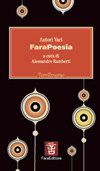 Autori Vari
FaraPoesia
a cura di
Alessandro Ramberti
FaraEditore